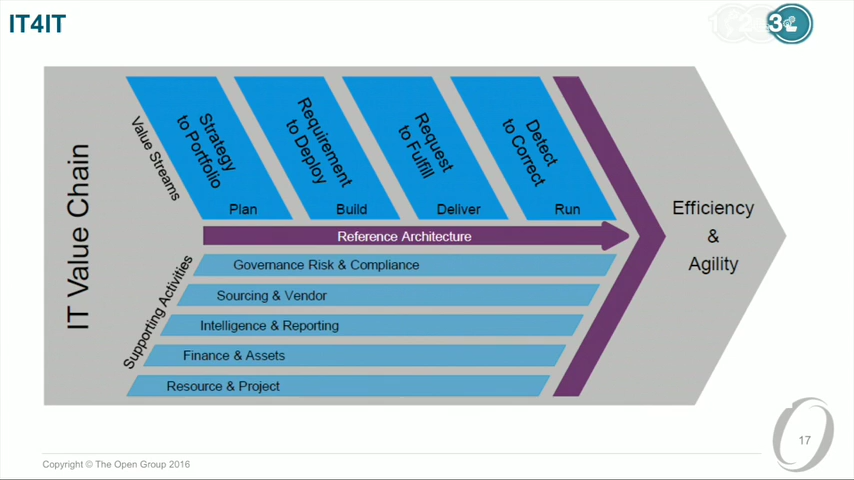 IT4IT
3
IT Value Chain
Value Streams
Strategy
to Portfolio
Plan
Requirement
to Deploy
Build
Request
to Fulfill
Deliver
Detect
to Correct
Run
Reference Architecture
Supporting Activities
Governance Risk & Compliance
Sourcing & Vendor
Intelligence & Reporting
Finance & Assets
Resource & Project
Efficiency
&
Agility
17
Copyright © The Open Group 2016